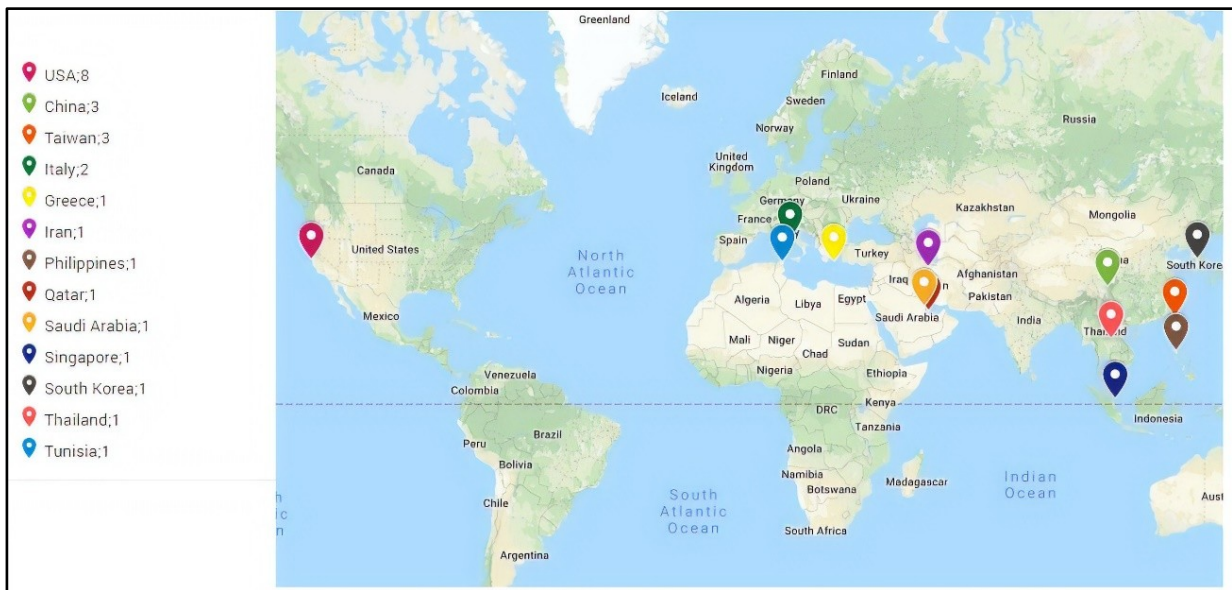 USA;8
China;3
Taiwan;3
Italy;2
Greece;1
Iran;1
Philippines;1
Qatar;1
Saudi Arabia;1
Singapore;1
South Korea;1
Thailand;1
Tunisia;1
Greenland
Iceland
Finland
Sweden
Norway
Russia
Canada
United
Kingdom
Poland
Germany
Ukraine
France
Kazakhstan
Mongolia
Spain
Turkey
South Korea
United States
North
Atlantic
Ocean
Iraq
Afghanistan
Pakistan
Algeria
Libya
Egypt
Saudi Arabia
India
Mexico
Mali
Niger
Chad
Sudan
Thailand
Nigeria
Ethiopia
Venezuela
Colombia
Kenya
DRC
Indonesia
Tanzania
Peru
Brazil
Angola
Bolivia
Namibia
Botswana
Madagascar
Indian
Ocean
Chile
South
Atlantic
Ocean
South Africa
Argentina